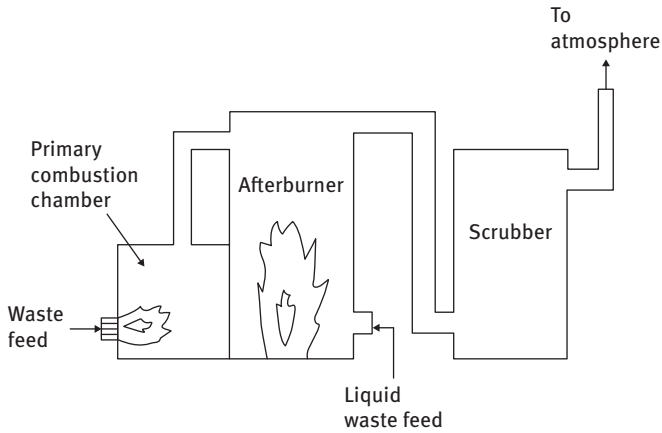 To
atmosphere
Primary
combustion
chamber
Afterburner
Scrubber
Waste
feed
Liquid
waste feed